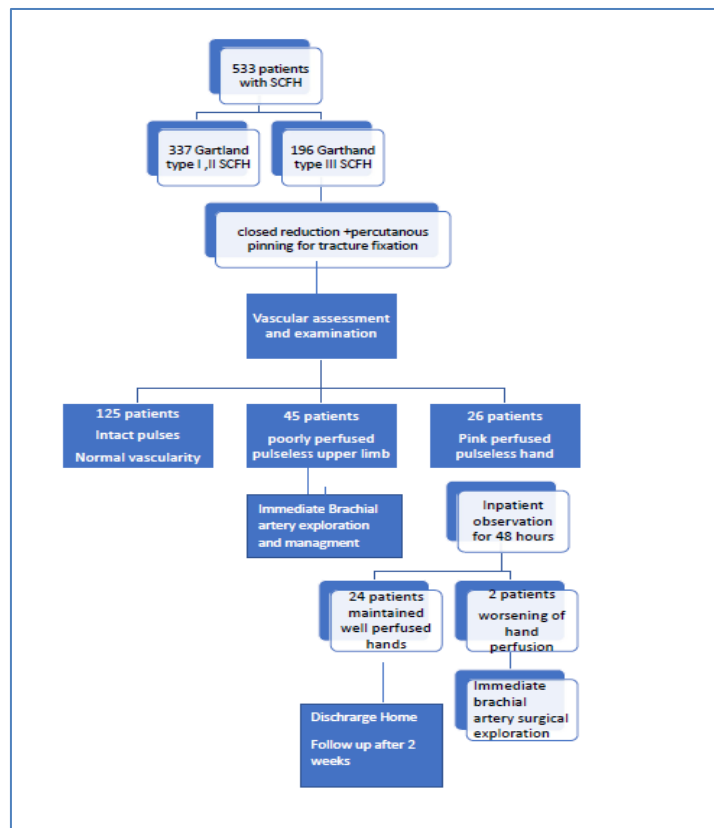 533 patients
with SCFH
337 Gartland
type I ,II SCFH
196 Garthand
type III SCFH
closed reduction +percutanous
pinning for tracture fixation
Vascular assessment
and examination
125 patients
Intact pulses
Normal vascularity
45 patients
poorly perfused
pulseless upper limb
26 patients
Pink perfused
pulseless hand
Immediate Brachial
artery exploration
and managment
Inpatient
observation
for 48 hours
24 patients
maintained
well perfused
hands
2 patients
worsening of
hand
perfusion
Dischrarge Home
Follow up after 2
weeks
Immediate
brachial
artery surgical
exploration